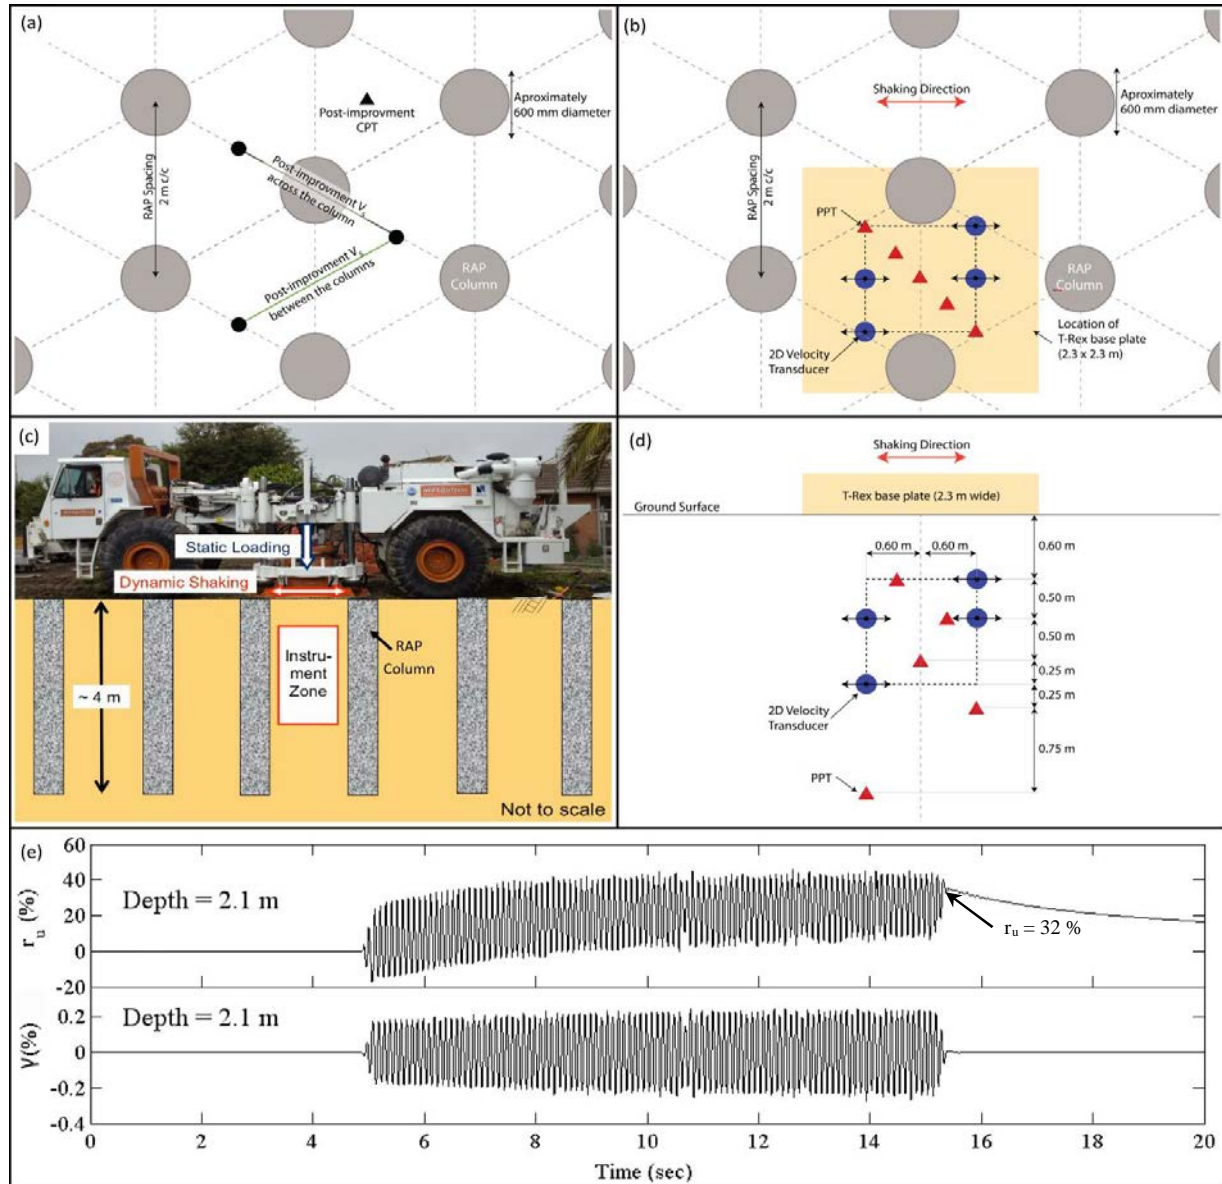 (a)
Post-improvment
CPT
Aproximately
600 mm diameter
RAP Spacing
2 m c/c
Post-improvment Vs
across the column
Post-improvment Vs
between the columns
RAP
Column
(b)
Shaking Direction
Aproximately
600 mm diameter
RAP Spacing
2 m c/c
PPT
RAP
Column
2D Velocity
Transducer
Location of
T-Rex base plate
(2.3 x 2.3 m)
(c)
Static Loading
Dynamic Shaking
Instru-
ment
Zone
RAP
Column
~ 4 m
Not to scale
(d)
Shaking Direction
T-Rex base plate (2.3 m wide)
Ground Surface
0.60 m
0.60 m
0.60 m
0.50 m
0.50 m
0.25 m
0.25 m
0.75 m
2D Velocity
Transducer
PPT
(e)
60
40
20
0
-20
ru (%)
Depth = 2.1 m
ru = 32 %
0.2
0
-0.2
-0.4
γ(%)
Depth = 2.1 m
0 2 4 6 8 10 12 14 16 18 20
Time (sec)